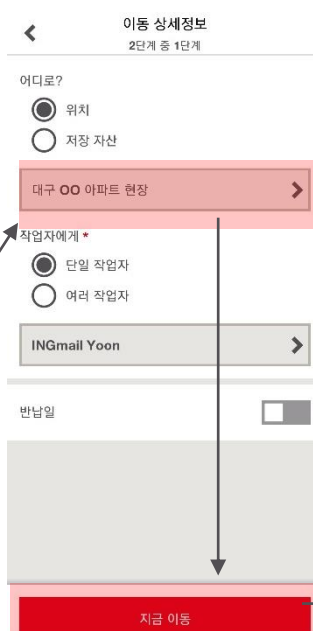 이동 상세정보
2단계 중 1단계
어디로?
위치
저장 자산
대구 OO 아파트 현장
작업자에게 *
단일 작업자
여러 작업자
INGmail Yoon
반납일
지금 이동